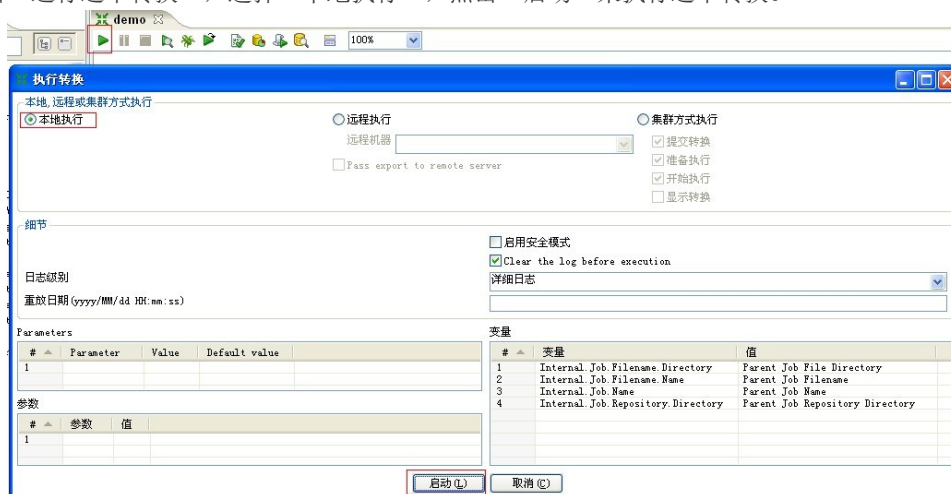 demo
100%
执行转换
本地,远程或集群方式执行
本地执行
远程执行
集群方式执行
远程机器
提交转换
Pass export to remote server
准备执行
开始执行
显示转换
细节
启用安全模式
Clear the log before execution
日志级别
详细日志
重放日期(yyyy/MM/dd HH:mm:ss)
Parameters
# Parameter Value Default value
1
变量
# 变量 值
1 Internal.Job.Filename.Directory Parent Job File Directory
2 Internal.Job.Filename.Name Parent Job Filename
3 Internal.Job.Name Parent Job Name
4 Internal.Job.Repository.Directory Parent Job Repository Directory
参数
# 参数 值
1
启动(L) 取消(C)